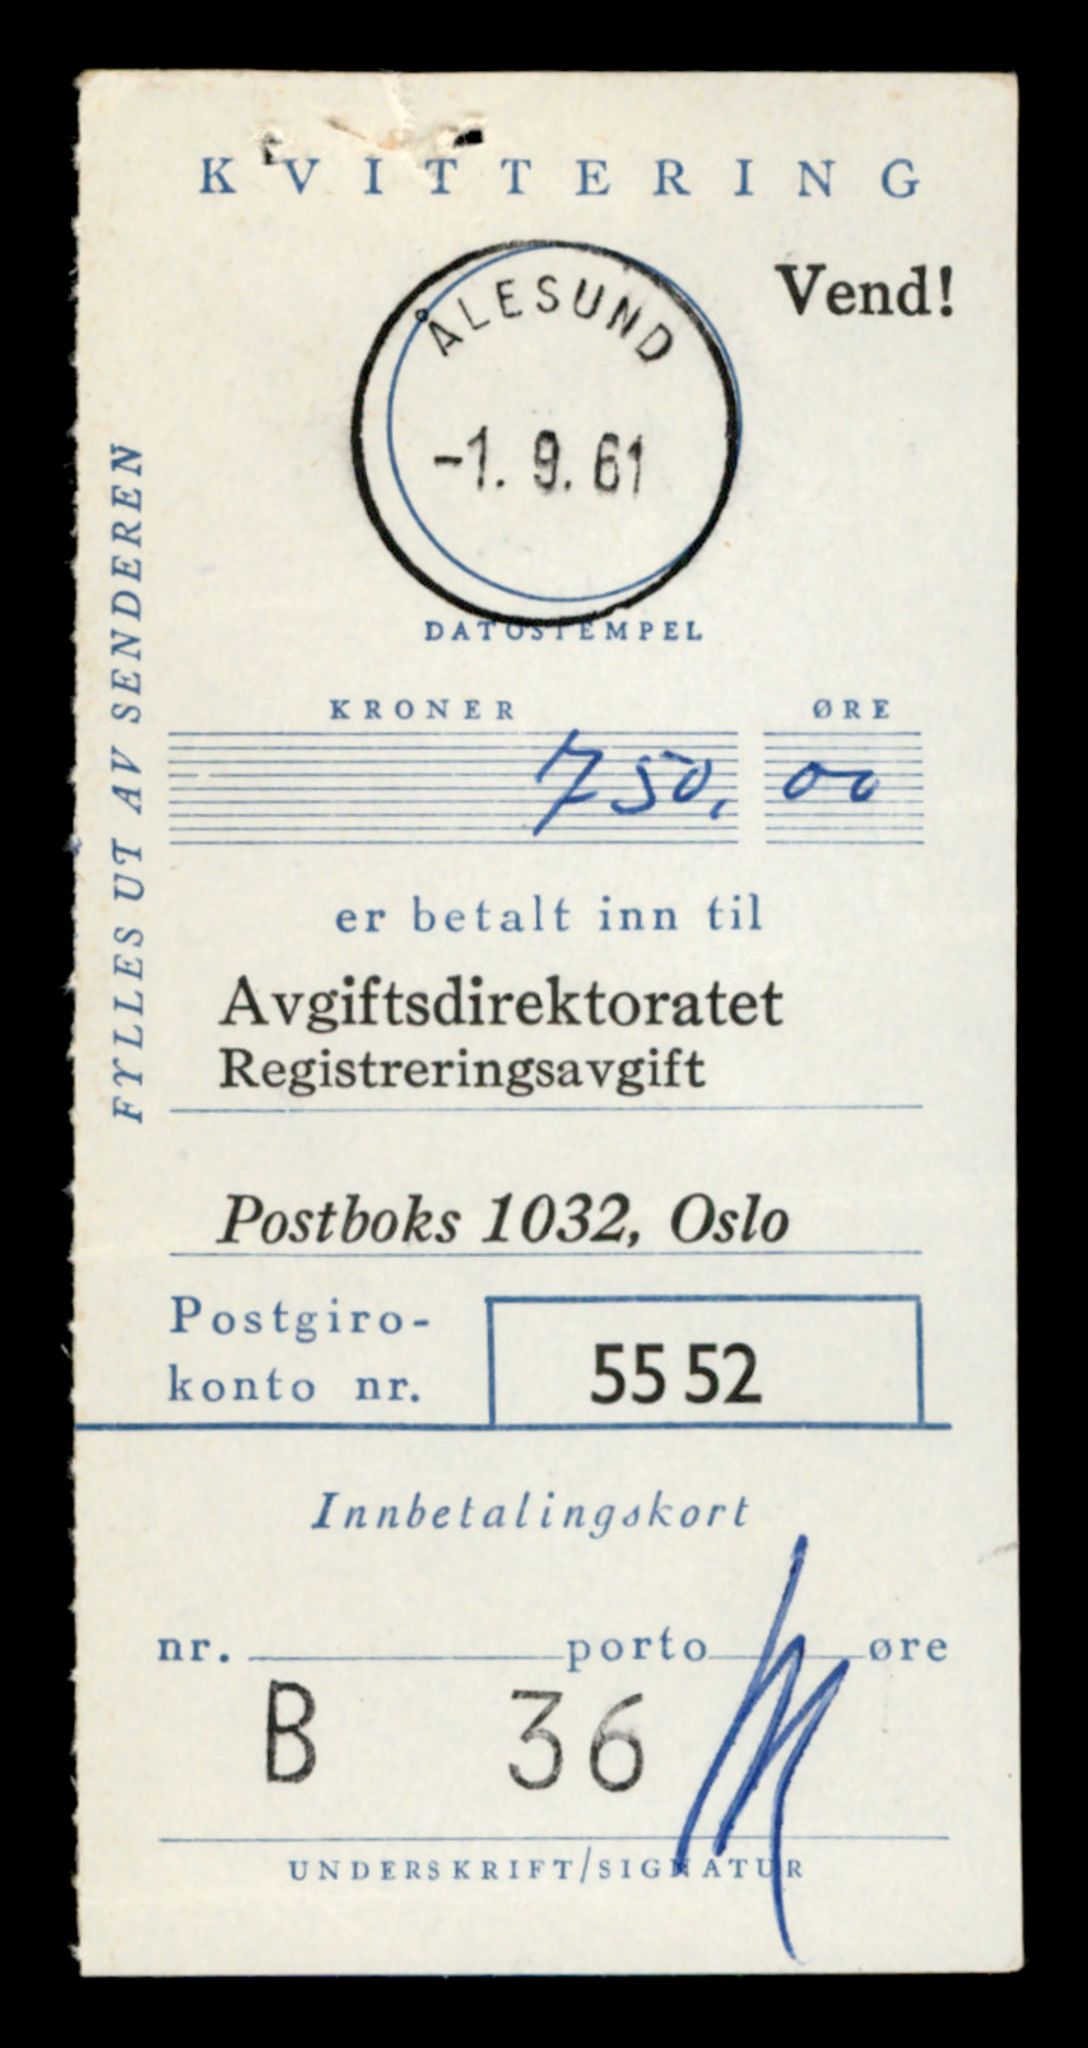 KVITTERING
Vend!
ÅLESUND
-1. 9. 61
DATOSTEMPEL
FYLLES UT AV SENDEREN
KRONER ØRE
750, 00
er betalt inn til
Avgiftsdirektoratet
Registreringsavgift
Postboks 1032, Oslo
Postgiro-
konto nr.
55 52
Innbetalingskort
nr. porto øre
B 36
UNDERSKRIFT/SIGNATUR